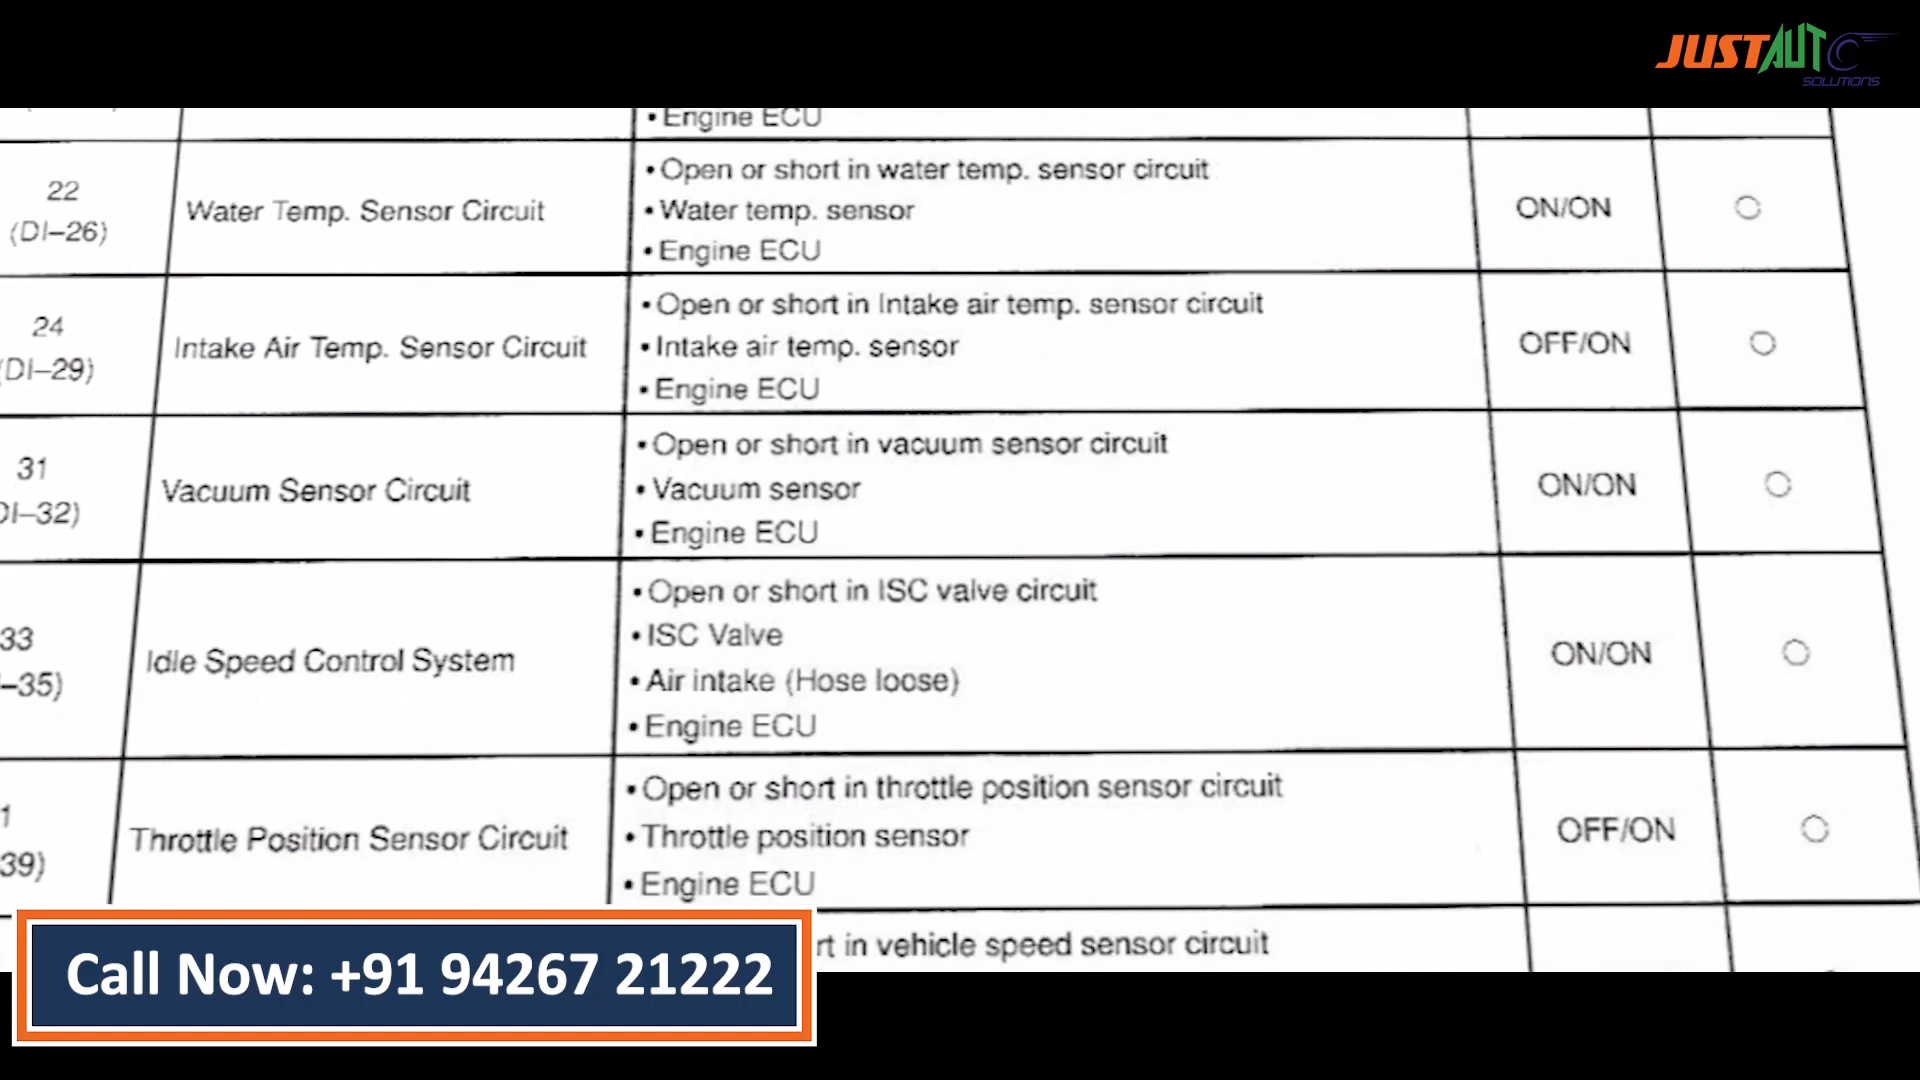 JUSTAUTO
SOLUTIONS
• Engine ECU
22
(DI–26)
Water Temp. Sensor Circuit
• Open or short in water temp. sensor circuit
• Water temp. sensor
• Engine ECU
ON/ON
24
(DI–29)
Intake Air Temp. Sensor Circuit
• Open or short in Intake air temp. sensor circuit
• Intake air temp. sensor
• Engine ECU
OFF/ON
31
DI–32)
Vacuum Sensor Circuit
• Open or short in vacuum sensor circuit
• Vacuum sensor
• Engine ECU
ON/ON
33
–35)
Idle Speed Control System
• Open or short in ISC valve circuit
• ISC Valve
• Air intake (Hose loose)
• Engine ECU
ON/ON
1
39)
Throttle Position Sensor Circuit
• Open or short in throttle position sensor circuit
• Throttle position sensor
• Engine ECU
OFF/ON
rt in vehicle speed sensor circuit
Call Now: +91 94267 21222